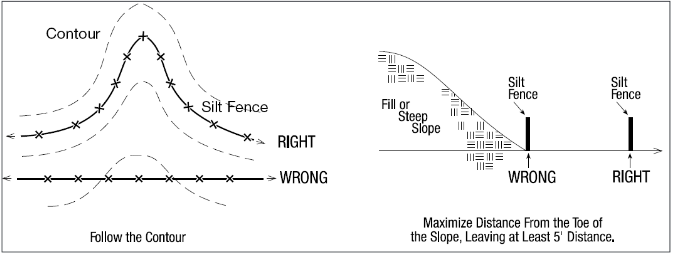 Contour
Silt Fence
RIGHT
WRONG
Follow the Contour
Fill or
Steep
Slope
Silt
Fence
Silt
Fence
WRONG
RIGHT
Maximize Distance From the Toe of
the Slope, Leaving at Least 5' Distance.